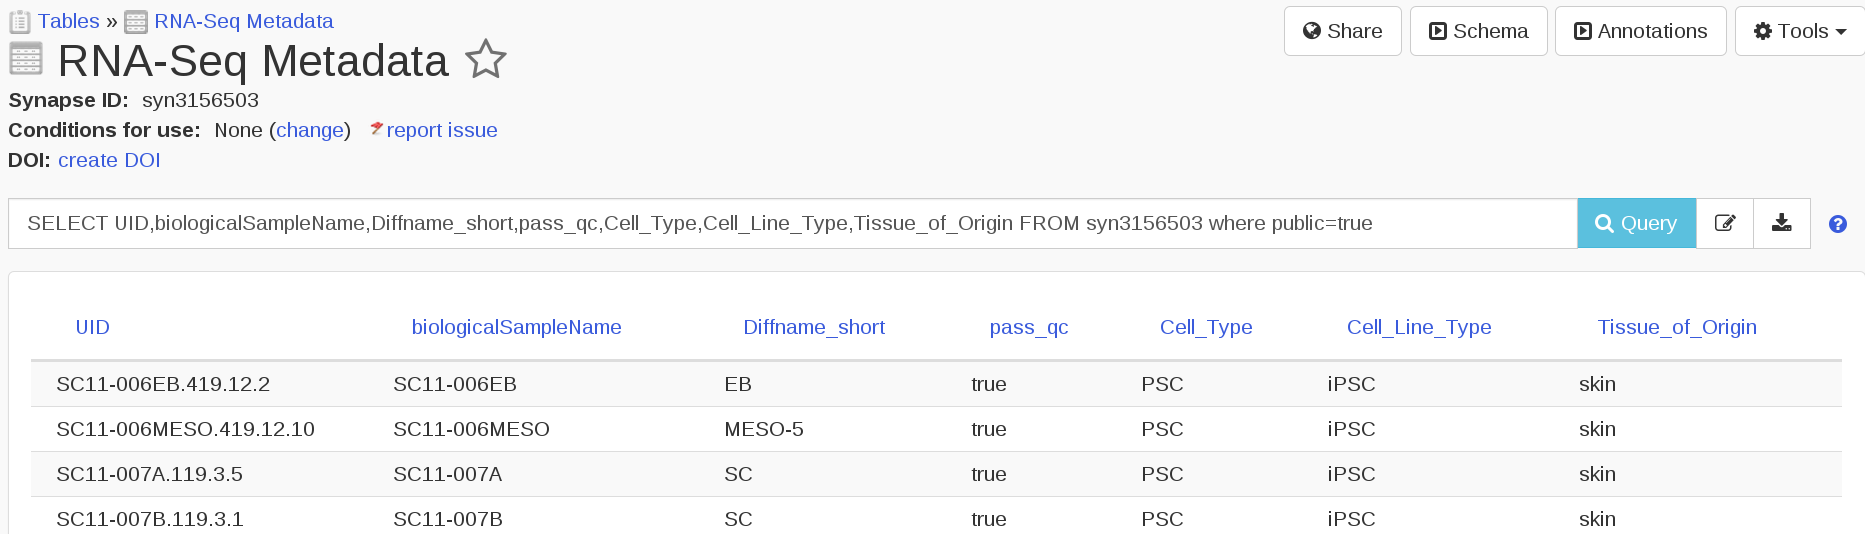 Tables » RNA-Seq Metadata
RNA-Seq Metadata
Share Schema Annotations Tools
Synapse ID: syn3156503
Conditions for use: None (change) report issue
DOI: create DOI
SELECT UID,biologicalSampleName,Diffname_short,pass_qc,Cell_Type,Cell_Line_Type,Tissue_of_Origin FROM syn3156503 where public=true Query ?
UID biologicalSampleName Diffname_short pass_qc Cell_Type Cell_Line_Type Tissue_of_Origin
SC11-006EB.419.12.2 SC11-006EB EB true PSC iPSC skin
SC11-006MESO.419.12.10 SC11-006MESO MESO-5 true PSC iPSC skin
SC11-007A.119.3.5 SC11-007A SC true PSC iPSC skin
SC11-007B.119.3.1 SC11-007B SC true PSC iPSC skin